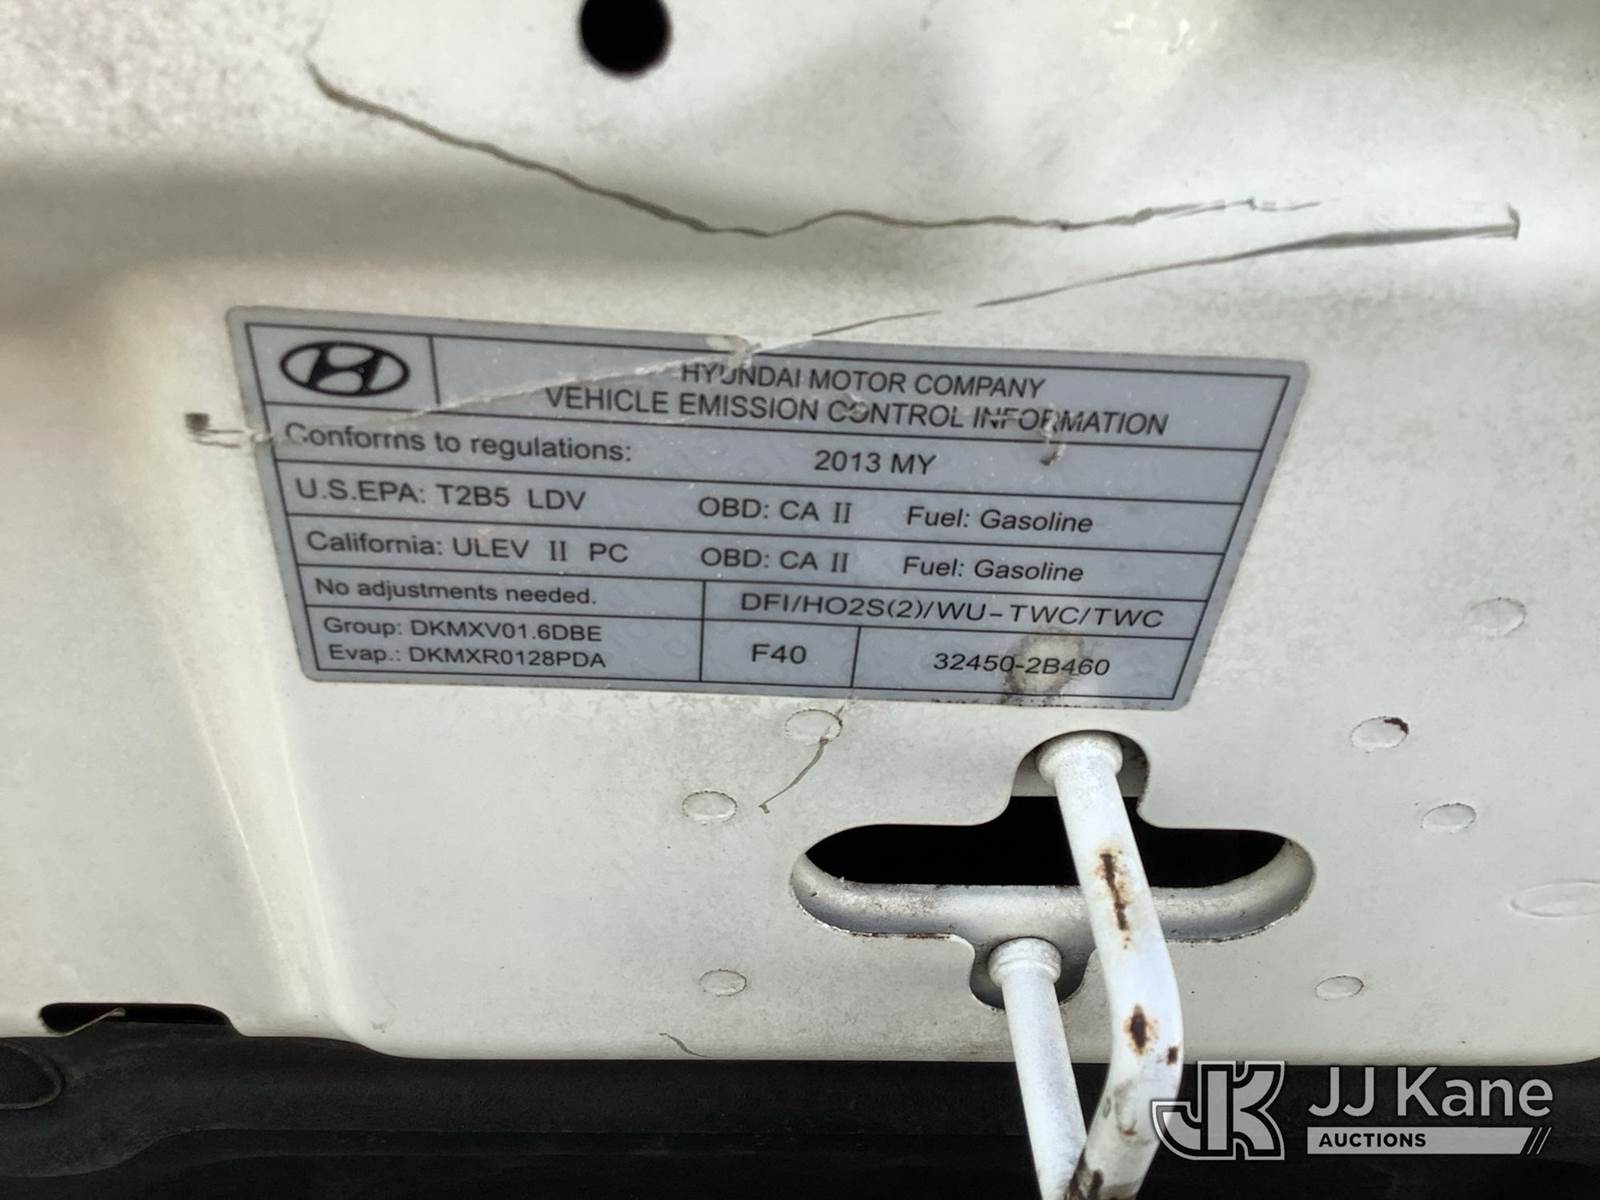 HYUNDAI MOTOR COMPANY
VEHICLE EMISSION CONTROL INFORMATION
Conforms to regulations: 2013 MY
U.S.EPA: T2B5 LDV OBD: CA II Fuel: Gasoline
California: ULEV II PC OBD: CA II Fuel: Gasoline
No adjustments needed. DFI/HO2S(2)/WU-TWC/TWC
Group: DKMXV01.6DBE
Evap.: DKMXR0128PDA
F40 32450-2B460
JK JJ Kane
AUCTIONS